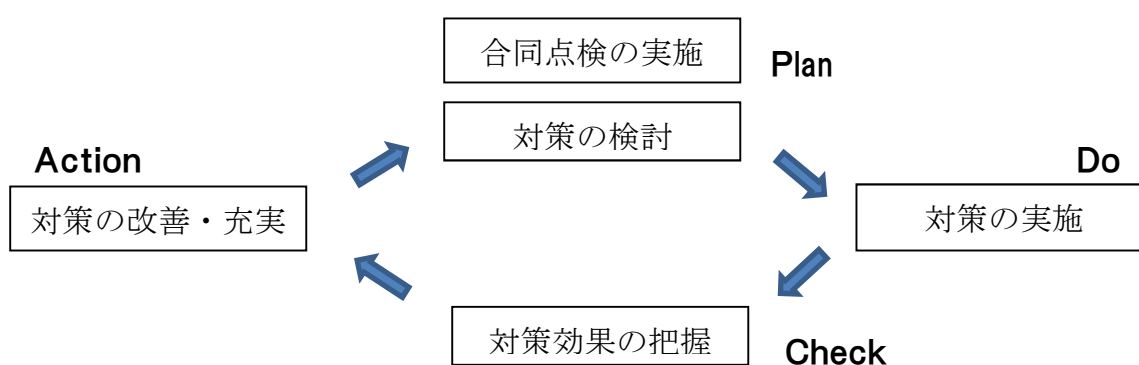 合同点検の実施
Plan
対策の検討
Action
Do
対策の改善・充実
対策の実施
対策効果の把握
Check